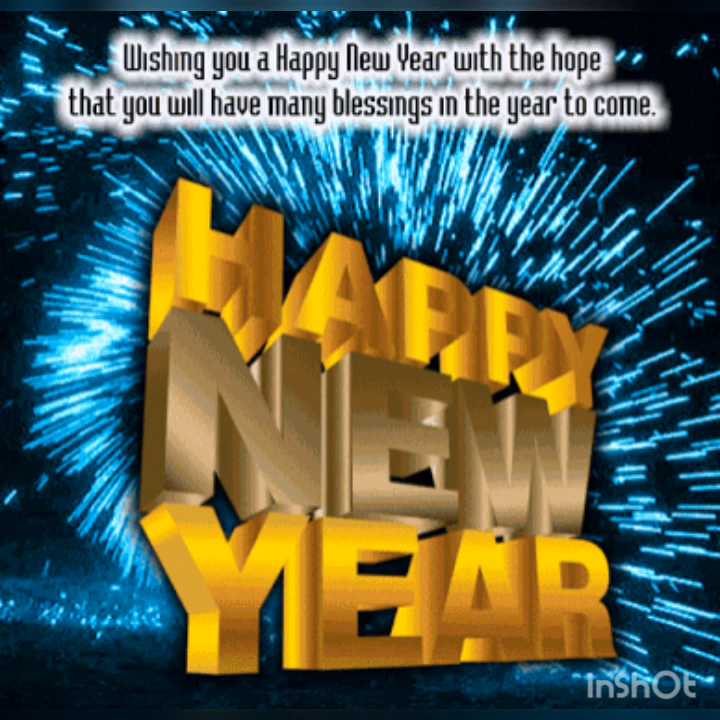 Wishing you a Happy New Year with the hope
that you will have many blessings in the year to come.
HAPPY
NEW
YEAR
InShOt